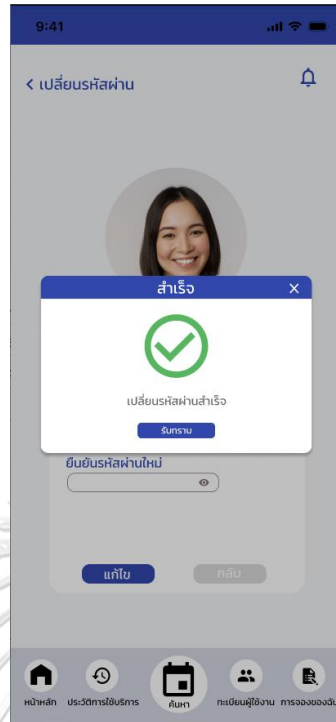 9:41
เปลี่ยนรหัสผ่าน
สำเร็จ
เปลี่ยนรหัสผ่านสำเร็จ
รับทราบ
ยืนยันรหัสผ่านใหม่
แก้ไข
กลับ
หน้าหลัก ประวัติการใช้บริการ ค้นหา ทะเบียนผู้ใช้งาน การจองของฉัน